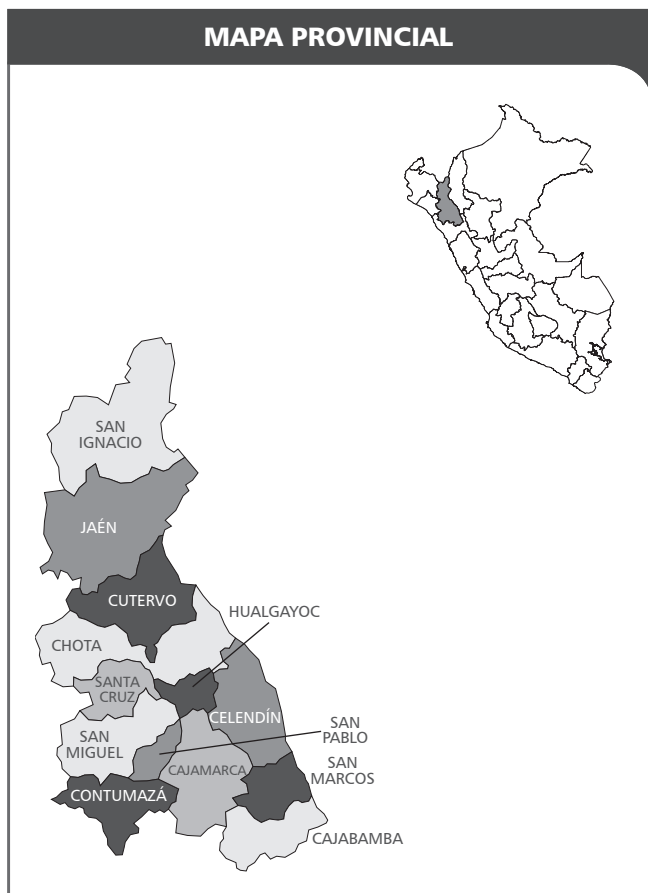 MAPA PROVINCIAL
SAN
IGNACIO
JAÉN
CUTERVO
HUALGAYOC
CHOTA
SANTA
CRUZ
CELENDÍN
SAN
PABLO
SAN
MIGUEL
SAN
MARCOS
CAJAMARCA
CONTUMAZÁ
CAJABAMBA